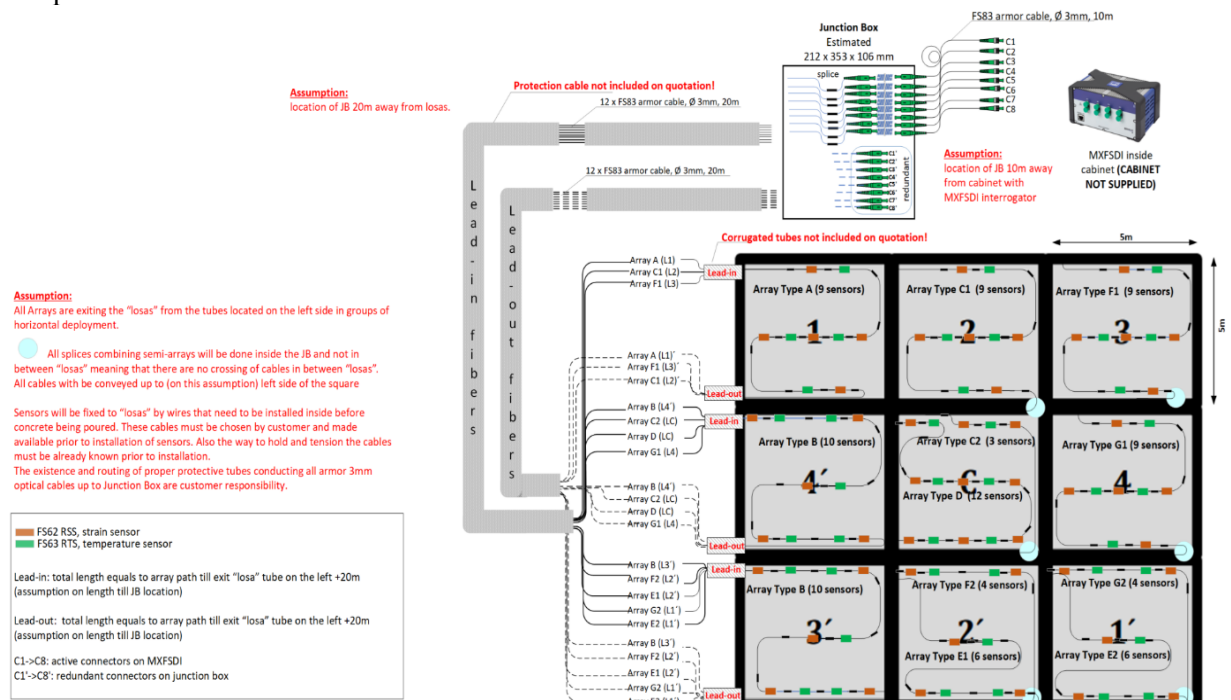 FS83 armor cable, Ø 3mm, 10m
Junction Box
Estimated
212 x 353 x 106 mm
splice
C1
C2
C3
C4
C5
C6
C7
C8
Assumption:
location of JB 20m away from losas.
Protection cable not included on quotation!
12 x FS83 armor cable, Ø 3mm, 20m
12 x FS83 armor cable, Ø 3mm, 20m
C1'
C2'
C3'
C4'
C5'
C6'
C7'
C8'
redundant
Assumption:
location of JB 10m away
from cabinet with
MXFSDI interrogator
MXFSDI inside
cabinet (CABINET
NOT SUPPLIED)
Lead-in fibers
Lead-out fibers
Corrugated tubes not included on quotation!
5m
5m
Assumption:
All Arrays are exiting the “losas” from the tubes located on the left side in groups of
horizontal deployment.
All splices combining semi-arrays will be done inside the JB and not in
between “losas” meaning that there are no crossing of cables in between “losas”.
All cables with be conveyed up to (on this assumption) left side of the square
Sensors will be fixed to “losas” by wires that need to be installed inside before
concrete being poured. These cables must be chosen by customer and made
available prior to installation of sensors. Also the way to hold and tension the cables
must be already known prior to installation.
The existence and routing of proper protective tubes conducting all armor 3mm
optical cables up to Junction Box are customer responsibility.
FS62 RSS, strain sensor
FS63 RTS, temperature sensor
Lead-in: total length equals to array path till exit “losa” tube on the left +20m
(assumption on length till JB location)
Lead-out: total length equals to array path till exit “losa” tube on the left +20m
(assumption on length till JB location)
C1->C8: active connectors on MXFSDI
C1'->C8': redundant connectors on junction box
Array A (L1)
Array C1 (L2)
Array F1 (L3)
Lead-in
Array A (L1)´
Array F1 (L3)´
Array C1 (L2)´
Lead-out
Array B (L4´)
Array C2 (LC)
Array D (LC)
Array G1 (L4)
Lead-in
Array B (L4´)
Array C2 (LC)
Array D (LC)
Array G1 (L4)
Lead-out
Array B (L3´)
Array F2 (L2´)
Array E1 (L2´)
Array G2 (L1´)
Array E2 (L1´)
Lead-in
Array B (L3´)
Array F2 (L2´)
Array E1 (L2´)
Array G2 (L1´)
Lead-out
Array Type A (9 sensors)
1
Array Type C1 (9 sensors)
2
Array Type F1 (9 sensors)
3
Array Type B (10 sensors)
4´
Array Type C2 (3 sensors)
C
Array Type D (12 sensors)
Array Type G1 (9 sensors)
4
Array Type B (10 sensors)
3´
Array Type F2 (4 sensors)
2´
Array Type E1 (6 sensors)
Array Type G2 (4 sensors)
1´
Array Type E2 (6 sensors)